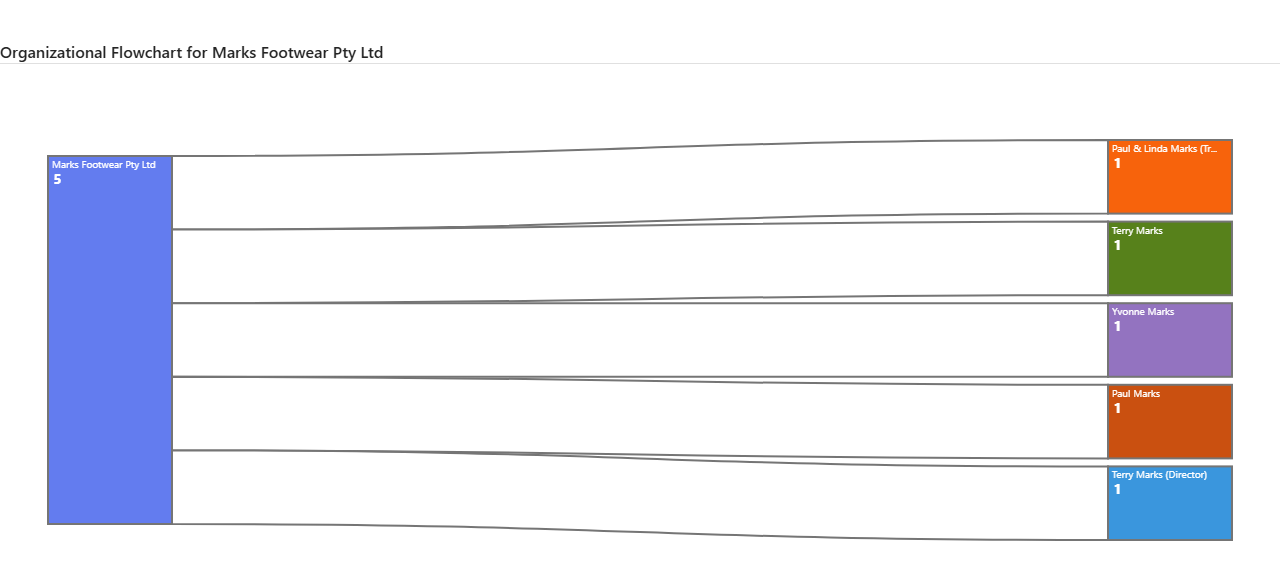 Organizational Flowchart for Marks Footwear Pty Ltd
Marks Footwear Pty Ltd
5
Paul & Linda Marks (Tr...
1
Terry Marks
1
Yvonne Marks
1
Paul Marks
1
Terry Marks (Director)
1